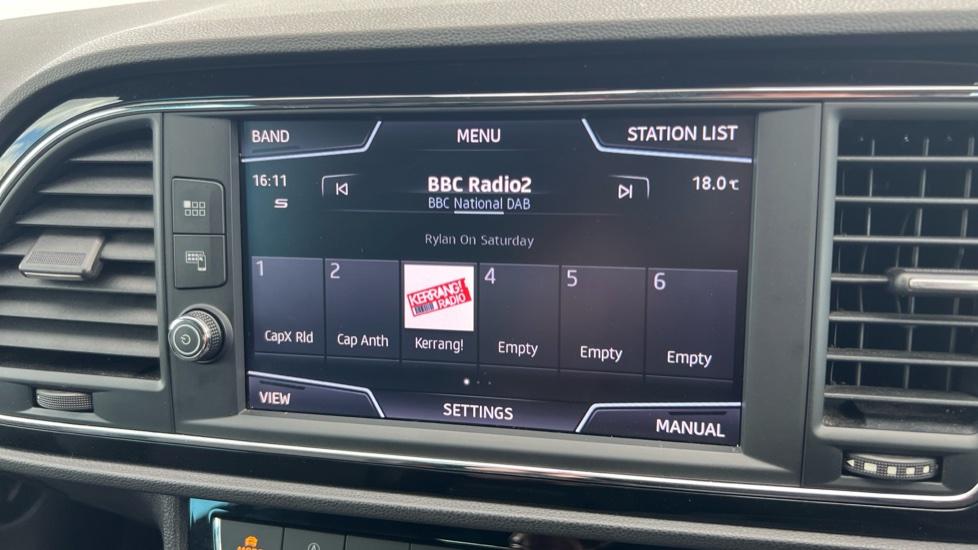 BAND
MENU
STATION LIST
16:11
BBC Radio2
18.0°C
BBC National DAB
S
Rylan On Saturday
1
2
KERRANG!
RADIO
4
5
6
CapX Rld
Cap Anth
Kerrang!
Empty
Empty
Empty
VIEW
SETTINGS
MANUAL